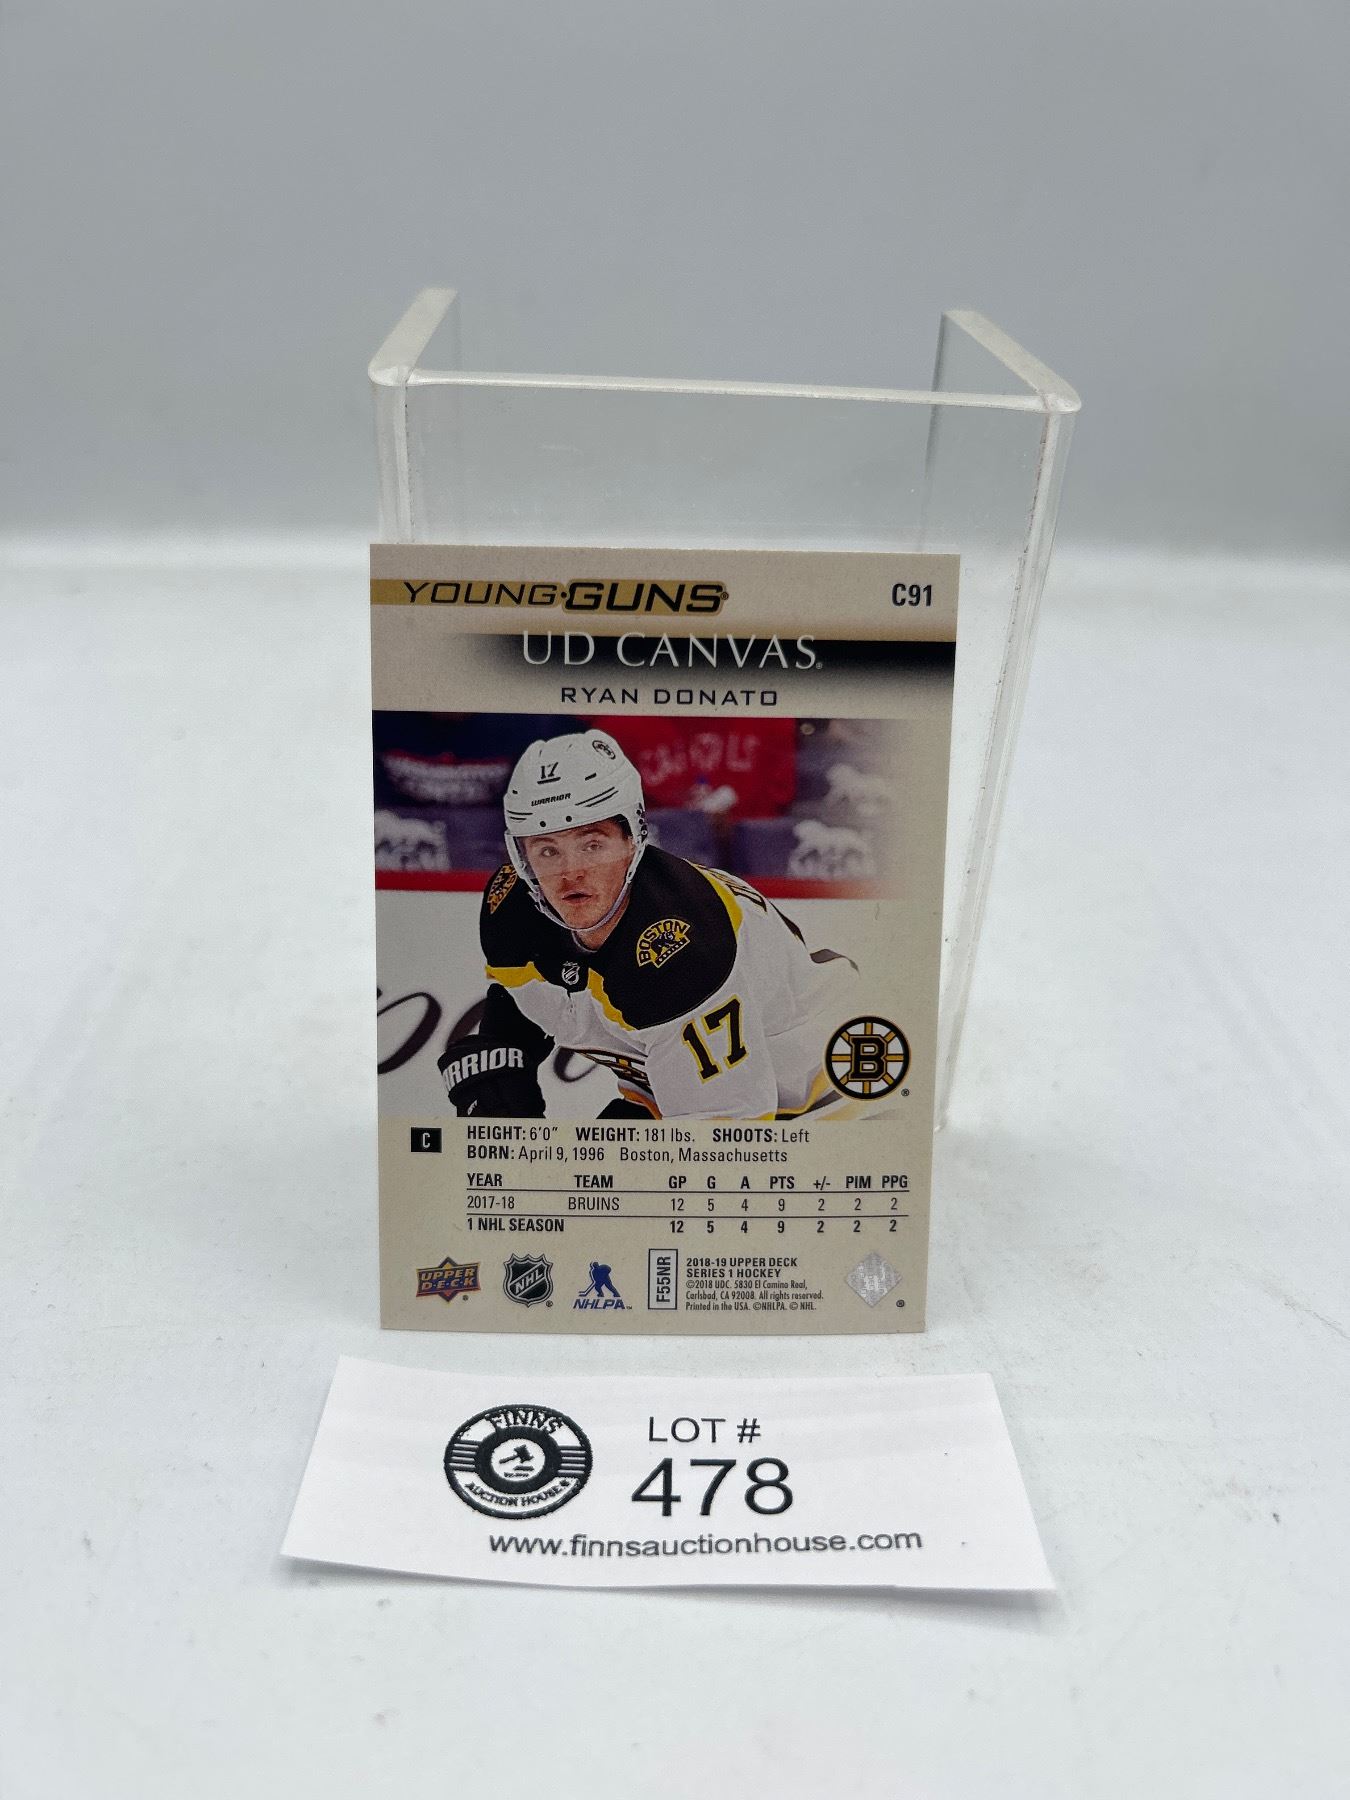 YOUNG GUNS® C91
UD CANVAS®
RYAN DONATO
17
WARRIOR
BOSTON
17
WARRIOR
B
C
HEIGHT: 6'0" WEIGHT: 181 lbs. SHOOTS: Left
BORN: April 9, 1996 Boston, Massachusetts
YEAR TEAM GP G A PTS +/- PIM PPG
2017-18 BRUINS 12 5 4 9 2 2 2
1 NHL SEASON 12 5 4 9 2 2 2
UPPER DECK
NHL
NHLPA™
F55NR
2018-19 UPPER DECK
SERIES 1 HOCKEY
©2018 UDC. 5830 El Camino Real,
Carlsbad, CA 92008. All rights reserved.
Printed in the USA. ©NHLPA. © NHL.
FINNS
AUCTION HOUSE
LOT #
478
www.finnsauctionhouse.com